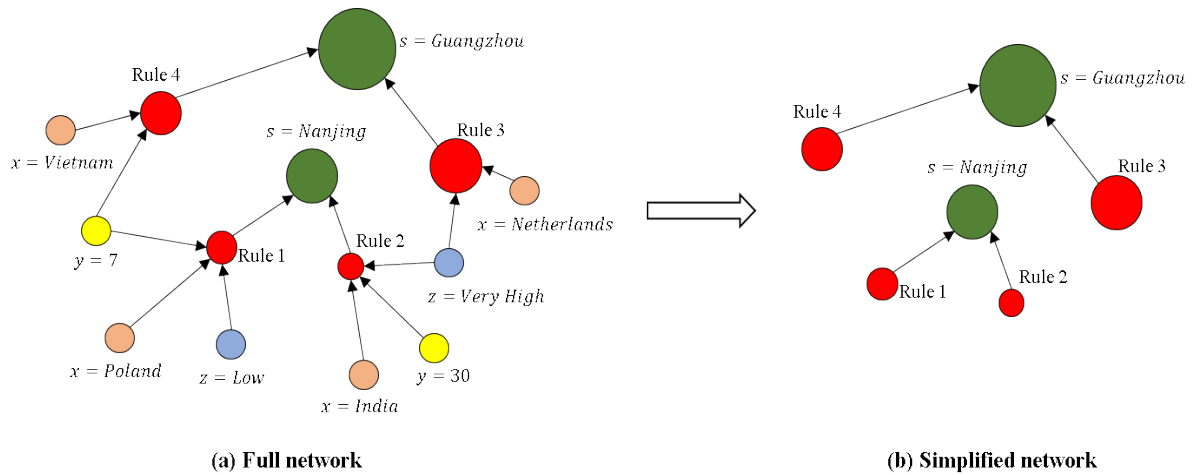 s = Guangzhou
Rule 4
x = Vietnam
s = Nanjing
Rule 3
x = Netherlands
y = 7
Rule 1
Rule 2
z = Very High
x = Poland
z = Low
y = 30
x = India
(a) Full network
s = Guangzhou
Rule 4
s = Nanjing
Rule 3
Rule 1
Rule 2
(b) Simplified network